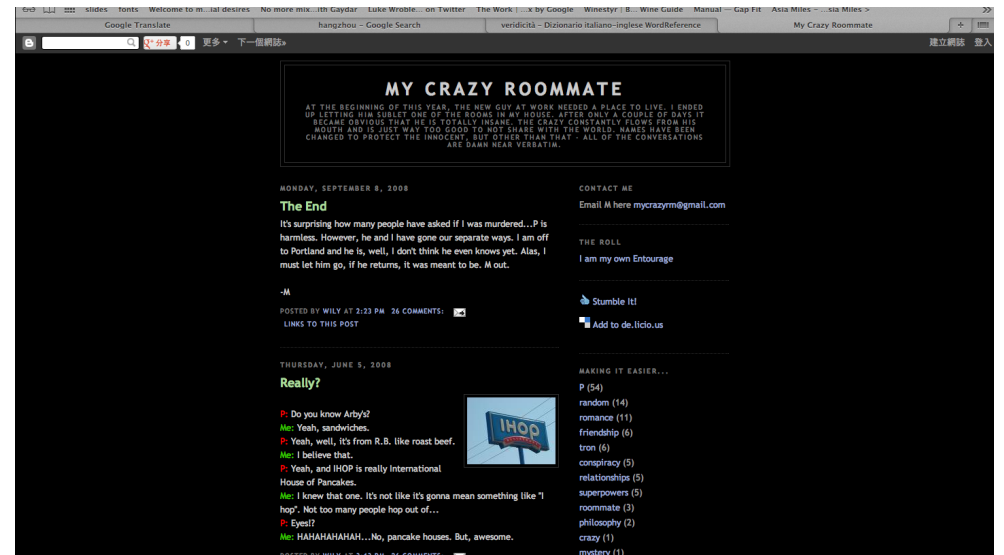 slides fonts Welcome to m...ial desires No more mix...ith Gaydar Luke Wroble... on Twitter The Work | ...x by Google Winestyr | B... Wine Guide Manual — Gap Fit Asia Miles – ...sia Miles >
Google Translate hangzhou – Google Search veridicità – Dizionario italiano-inglese WordReference My Crazy Roommate
分享 0 更多 下一個網誌» 建立網誌 登入
MY CRAZY ROOMMATE
AT THE BEGINNING OF THIS YEAR, THE NEW GUY AT WORK NEEDED A PLACE TO LIVE. I ENDED
UP LETTING HIM SUBLET ONE OF THE ROOMS IN MY HOUSE. AFTER ONLY A COUPLE OF DAYS IT
BECAME OBVIOUS THAT HE IS TOTALLY INSANE. THE CRAZY CONSTANTLY FLOWS FROM HIS
MOUTH AND IS JUST WAY TOO GOOD TO NOT SHARE WITH THE WORLD. NAMES HAVE BEEN
CHANGED TO PROTECT THE INNOCENT, BUT OTHER THAN THAT - ALL OF THE CONVERSATIONS
ARE DAMN NEAR VERBATIM.
MONDAY, SEPTEMBER 8, 2008
The End
It's surprising how many people have asked if I was murdered...P is
harmless. However, he and I have gone our separate ways. I am off
to Portland and he is, well, I don't think he even knows yet. Alas, I
must let him go, if he returns, it was meant to be. M out.
-M
POSTED BY WILY AT 2:23 PM 26 COMMENTS:
LINKS TO THIS POST
THURSDAY, JUNE 5, 2008
Really?
P: Do you know Arby's?
Me: Yeah, sandwiches.
P: Yeah, well, it's from R.B. like roast beef.
Me: I believe that.
P: Yeah, and IHOP is really International
House of Pancakes.
Me: I knew that one. It's not like it's gonna mean something like "I
hop". Not too many people hop out of...
P: Eyes!?
Me: HAHAHAHAHAH...No, pancake houses. But, awesome.
POSTED BY WILY AT 2:42 PM 26 COMMENTS:
IHOP
CONTACT ME
Email M here mycrazyrm@gmail.com
THE ROLL
I am my own Entourage
Stumble It!
Add to de.licio.us
MAKING IT EASIER...
P (54)
random (14)
romance (11)
friendship (6)
tron (6)
conspiracy (5)
relationships (5)
superpowers (5)
roommate (3)
philosophy (2)
crazy (1)
mystery (1)